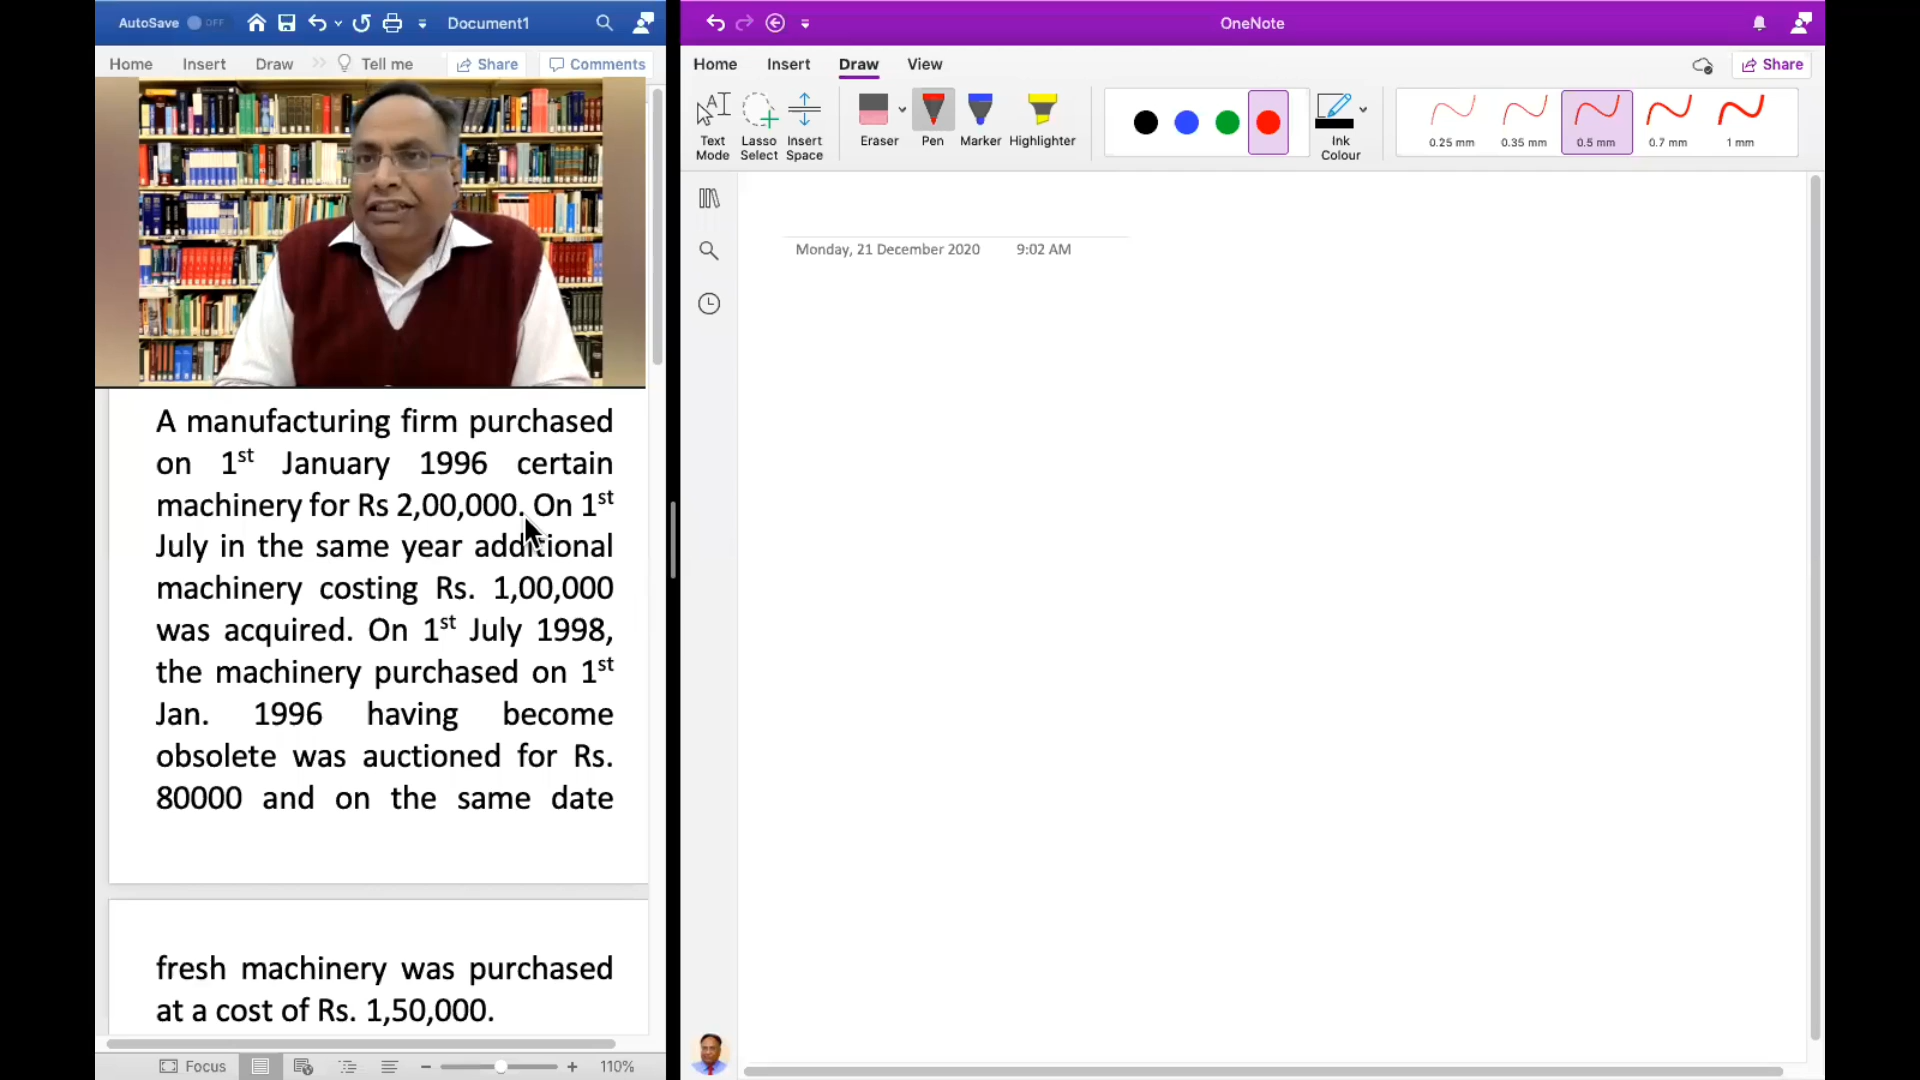 AutoSave OFF Document1
Home Insert Draw Tell me Share Comments
A manufacturing firm purchased
on 1st January 1996 certain
machinery for Rs 2,00,000. On 1st
July in the same year additional
machinery costing Rs. 1,00,000
was acquired. On 1st July 1998,
the machinery purchased on 1st
Jan. 1996 having become
obsolete was auctioned for Rs.
80000 and on the same date
fresh machinery was purchased
at a cost of Rs. 1,50,000.
Focus 110%
OneNote
Home Insert Draw View Share
Text Mode
Lasso Select
Insert Space
Eraser
Pen
Marker
Highlighter
Ink Colour
0.25 mm 0.35 mm 0.5 mm 0.7 mm 1 mm
Monday, 21 December 2020 9:02 AM